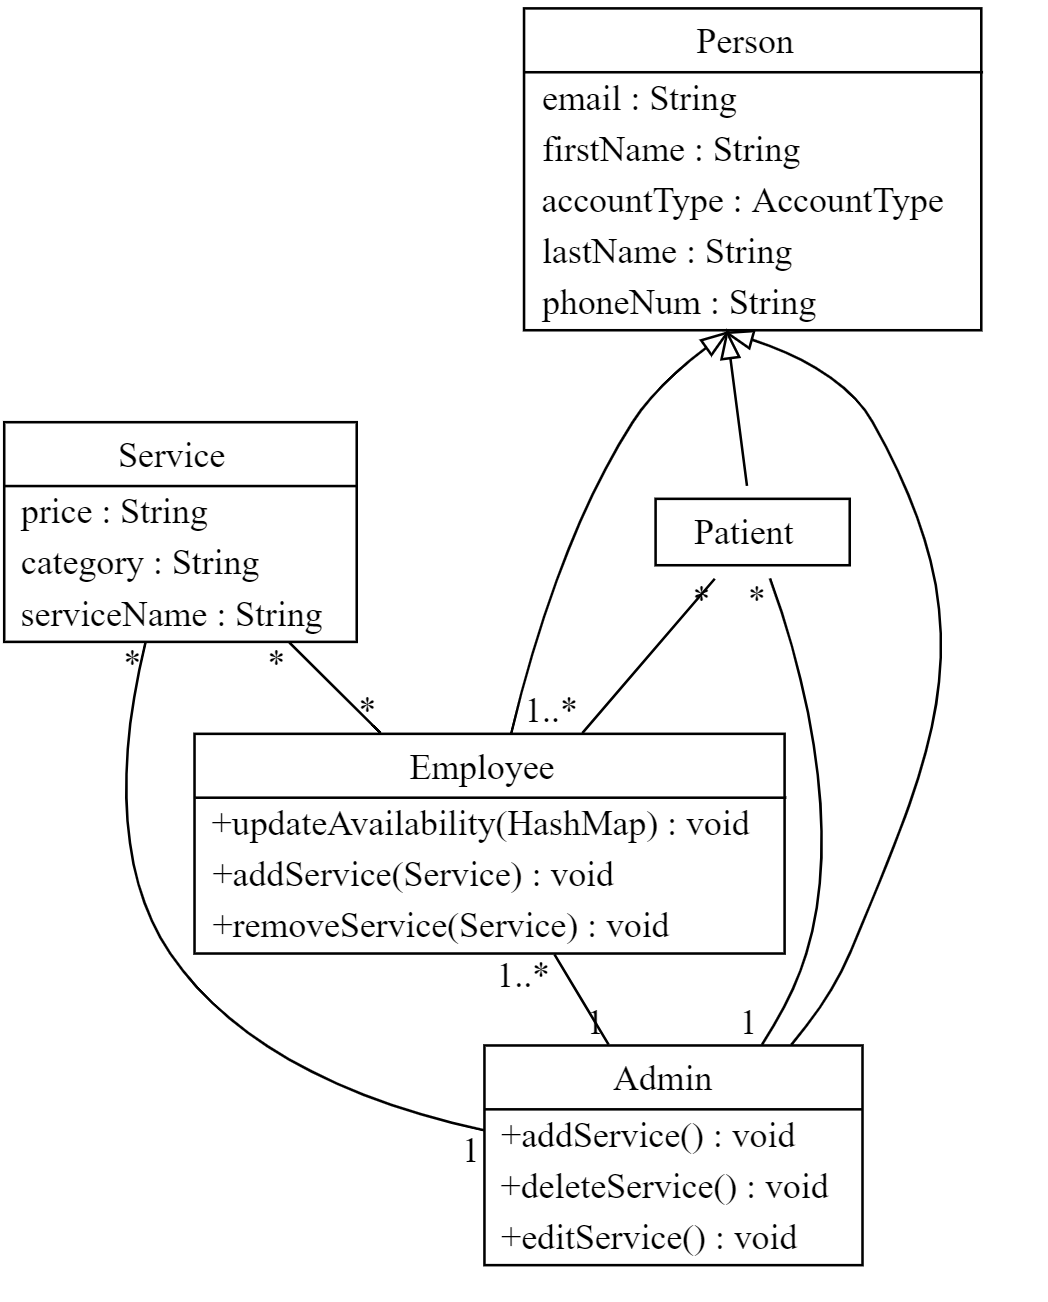 Person
email : String
firstName : String
accountType : AccountType
lastName : String
phoneNum : String
Service
price : String
category : String
serviceName : String
Patient
*
*
*
*
*
1..*
Employee
+updateAvailability(HashMap) : void
+addService(Service) : void
+removeService(Service) : void
1..*
1
1
Admin
1
+addService() : void
+deleteService() : void
+editService() : void